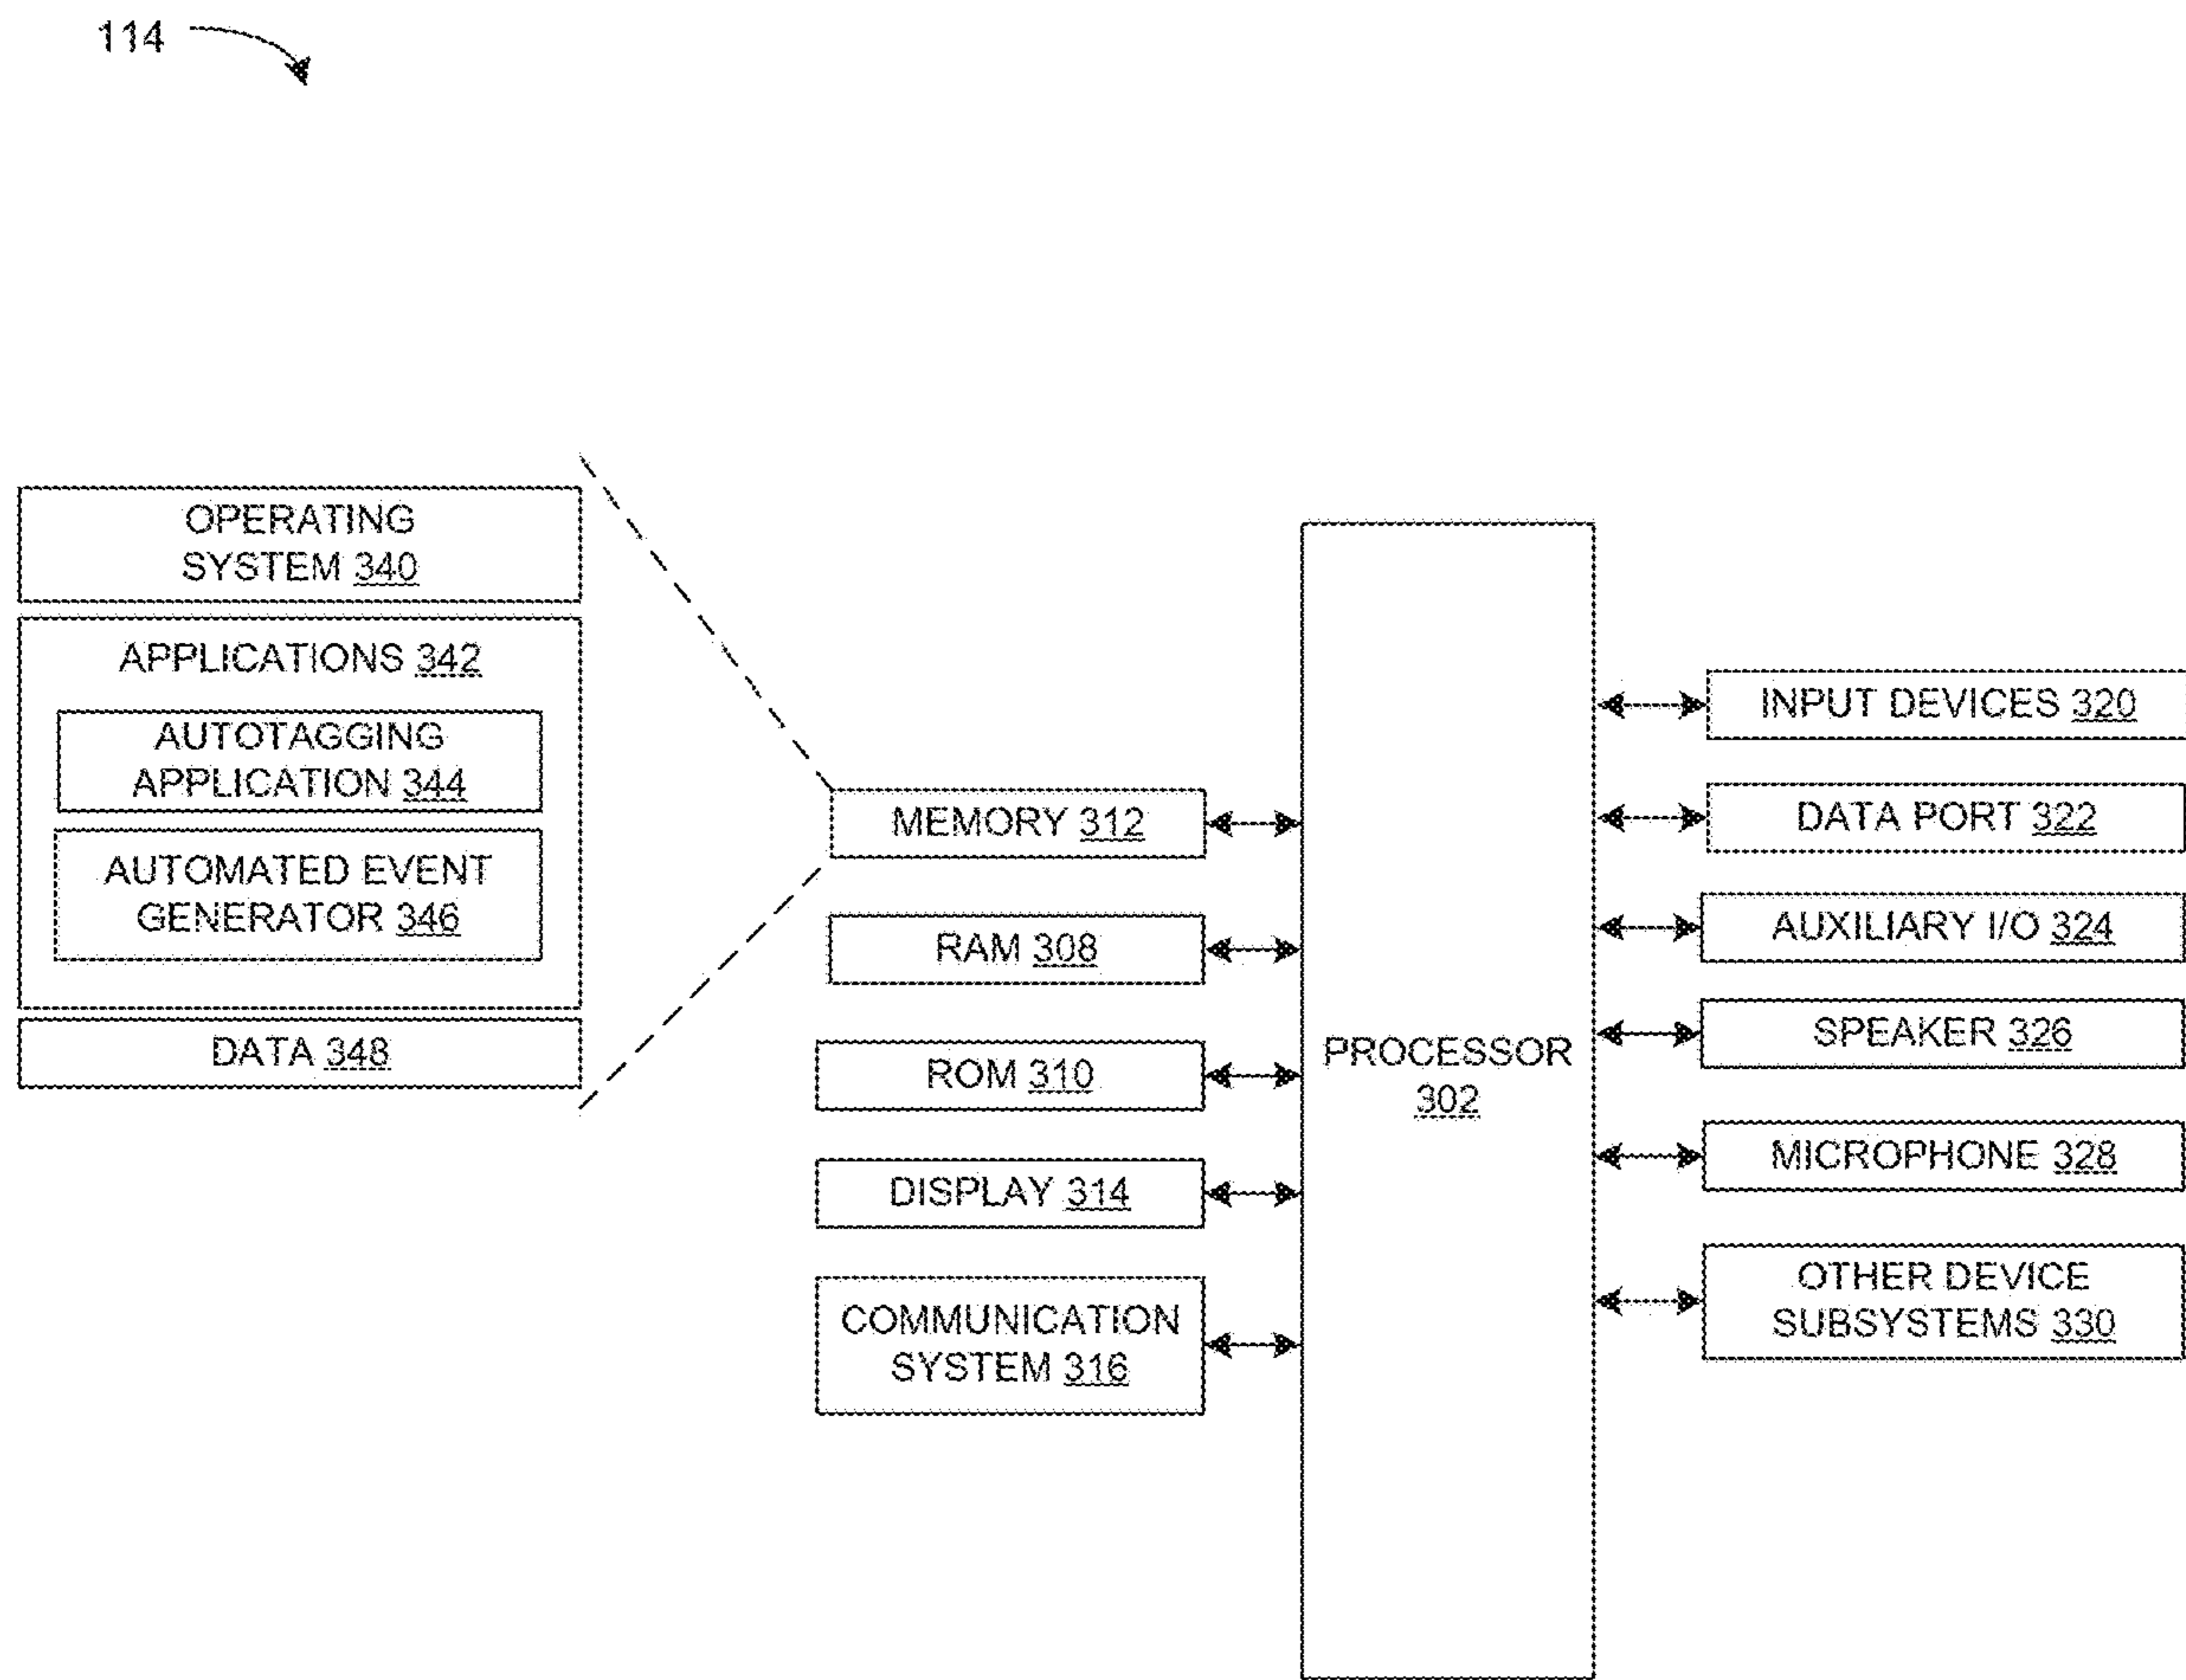 114
OPERATING
SYSTEM 340
APPLICATIONS 342
AUTOTAGGING
APPLICATION 344
AUTOMATED EVENT
GENERATOR 346
DATA 348
MEMORY 312
RAM 308
ROM 310
DISPLAY 314
COMMUNICATION
SYSTEM 316
PROCESSOR
302
INPUT DEVICES 320
DATA PORT 322
AUXILIARY I/O 324
SPEAKER 326
MICROPHONE 328
OTHER DEVICE
SUBSYSTEMS 330